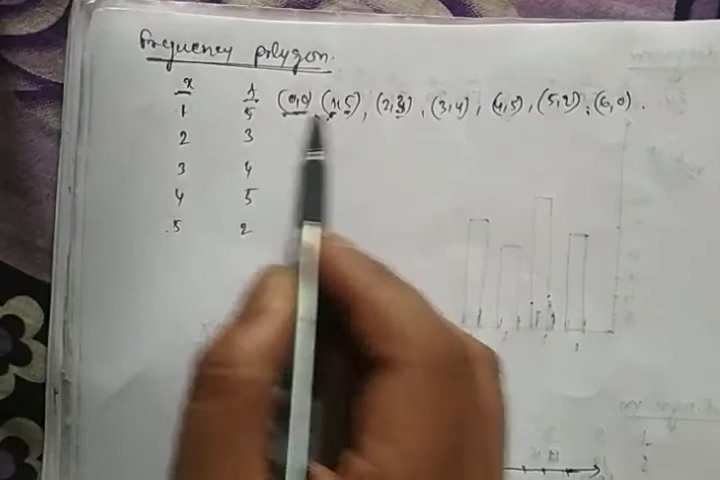 Frequency polygon.
x f
1 5 (0,0) (1,5), (2,3), (3,4), (4,5), (5,2), (6,0).
2 3
3 4
4 5
5 2